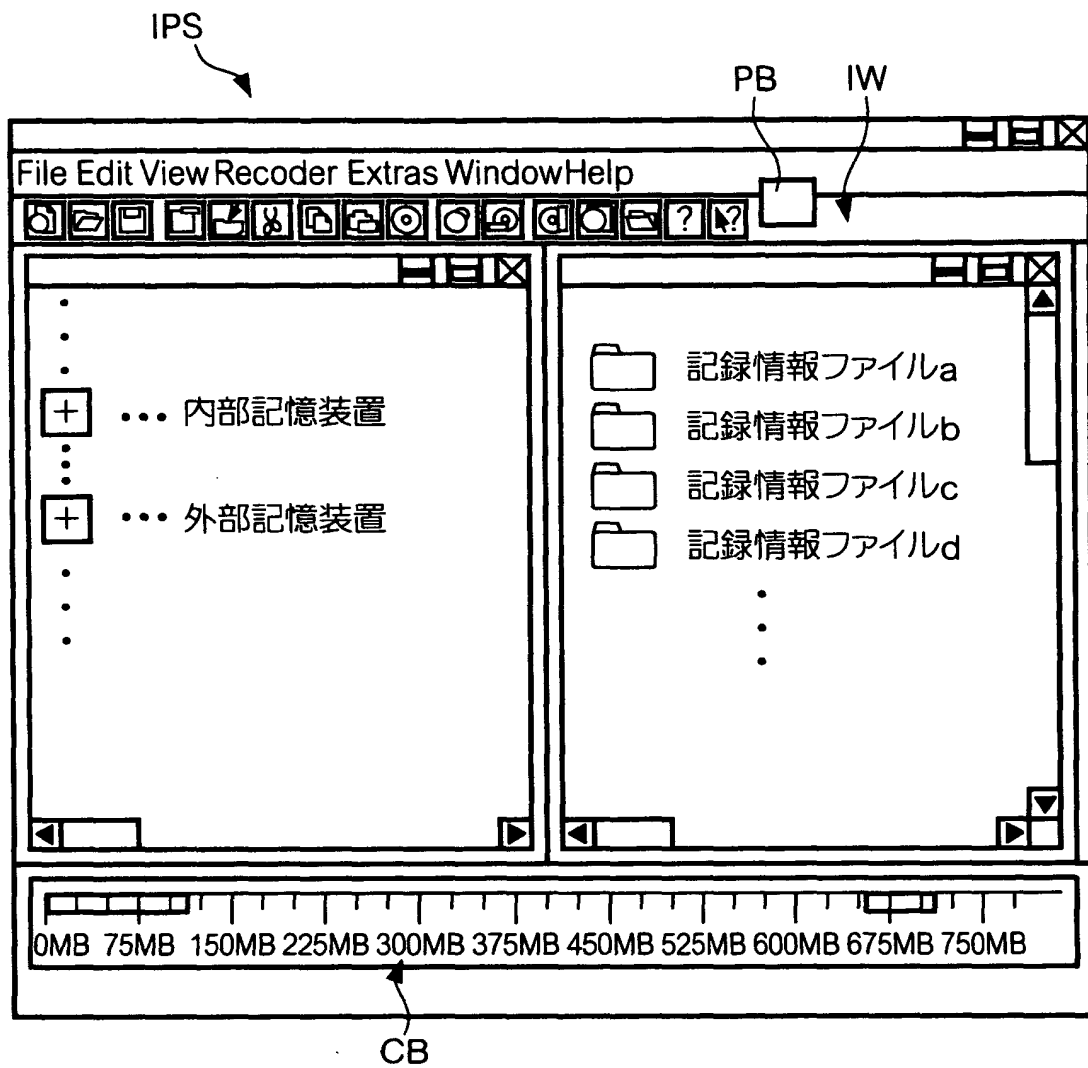 IPS
PB IW
File Edit View Recoder Extras Window Help
? ?
+ ••• 内部記憶装置
+ ••• 外部記憶装置
記録情報ファイルa
記録情報ファイルb
記録情報ファイルc
記録情報ファイルd
0MB 75MB 150MB 225MB 300MB 375MB 450MB 525MB 600MB 675MB 750MB
CB